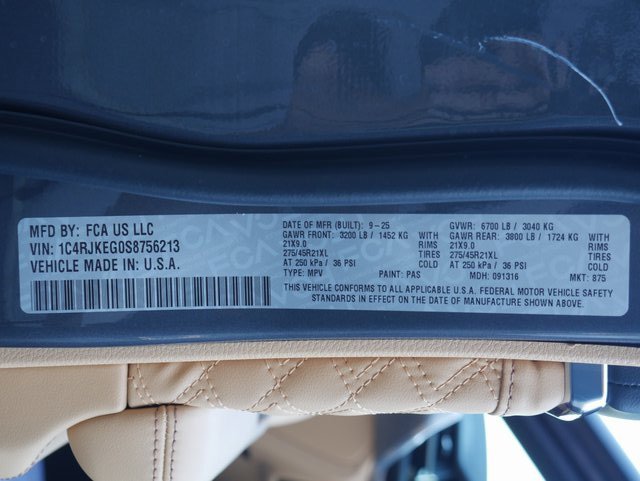 MFD BY: FCA US LLC
VIN: 1C4RJKEG0S8756213
VEHICLE MADE IN: U.S.A.
DATE OF MFR (BUILT): 9-25 GVWR: 6700 LB / 3040 KG
GAWR FRONT: 3200 LB / 1452 KG WITH GAWR REAR: 3800 LB / 1724 KG WITH
21X9.0 RIMS 21X9.0 RIMS
275/45R21XL TIRES 275/45R21XL TIRES
AT 250 kPa / 36 PSI COLD AT 250 kPa / 36 PSI COLD
TYPE: MPV PAINT: PAS MDH: 091316 MKT: 875
THIS VEHICLE CONFORMS TO ALL APPLICABLE U.S.A. FEDERAL MOTOR VEHICLE SAFETY
STANDARDS IN EFFECT ON THE DATE OF MANUFACTURE SHOWN ABOVE.